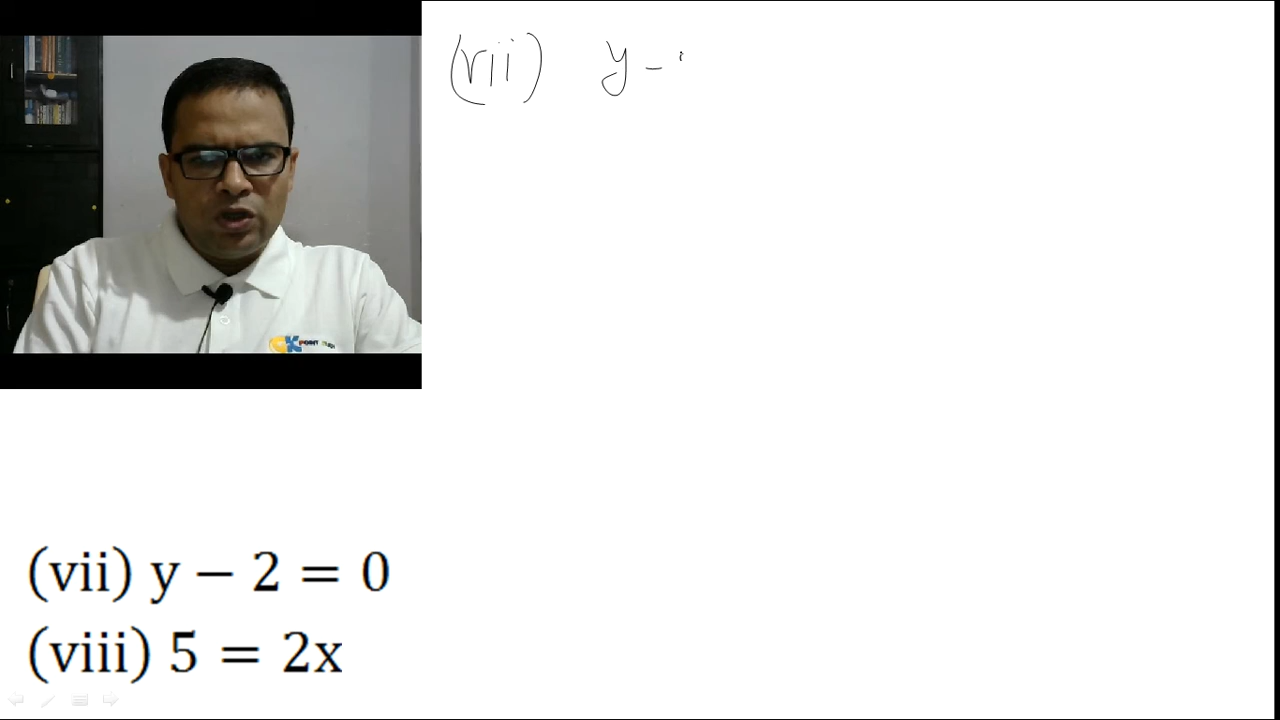 (vii) y -
(vii) y − 2 = 0
(viii) 5 = 2x